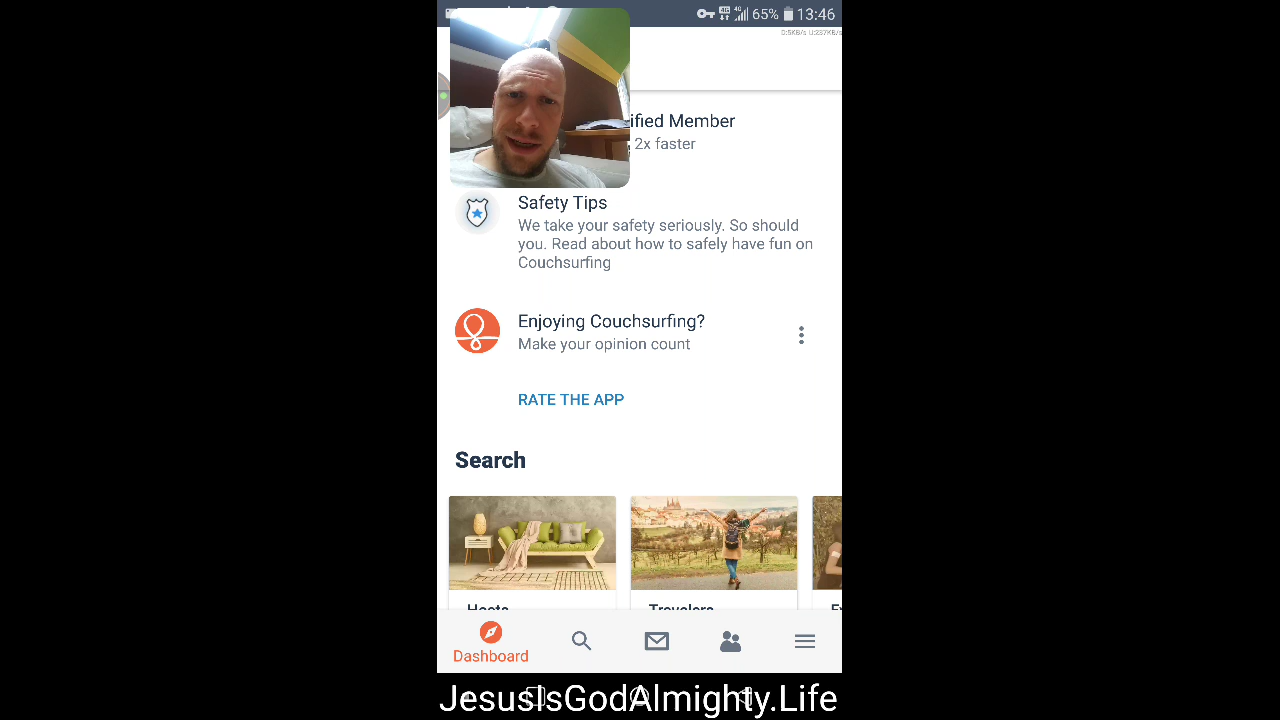 65% 13:46
ified Member
2x faster
Safety Tips
We take your safety seriously. So should
you. Read about how to safely have fun on
Couchsurfing
Enjoying Couchsurfing?
Make your opinion count
RATE THE APP
Search
Hosts
Travelers
Dashboard
JesusIsGodAlmighty.Life